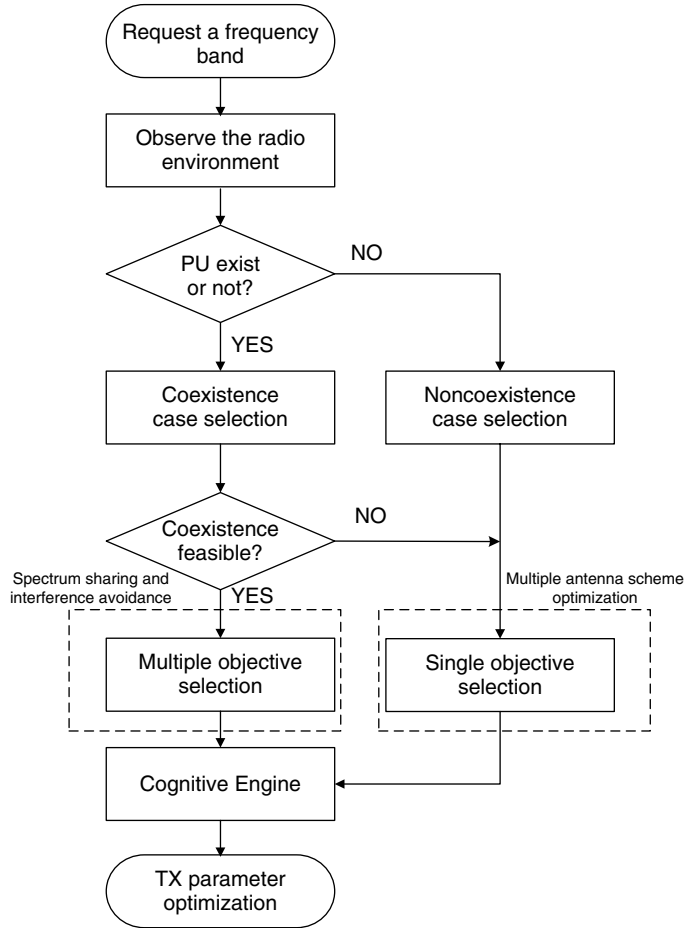 Request a frequency
band
Observe the radio
environment
PU exist
or not?
NO
YES
Coexistence
case selection
Noncoexistence
case selection
Coexistence
feasible?
NO
YES
Spectrum sharing and
interference avoidance
Multiple antenna scheme
optimization
Multiple objective
selection
Single objective
selection
Cognitive Engine
TX parameter
optimization